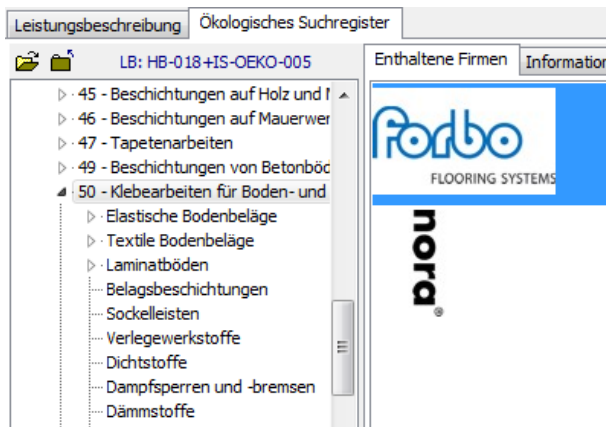 Leistungsbeschreibung
Ökologisches Suchregister
LB: HB-018+IS-OEKO-005
45 - Beschichtungen auf Holz und
46 - Beschichtungen auf Mauerwer
47 - Tapetenarbeiten
49 - Beschichtungen von Betonböd
50 - Klebearbeiten für Boden- und
Elastische Bodenbeläge
Textile Bodenbeläge
Laminatböden
Belagsbeschichtungen
Sockelleisten
Verlegewerkstoffe
Dichtstoffe
Dampfsperren und -bremsen
Dämmstoffe
Enthaltene Firmen
Information
Forbo
FLOORING SYSTEMS
nora®